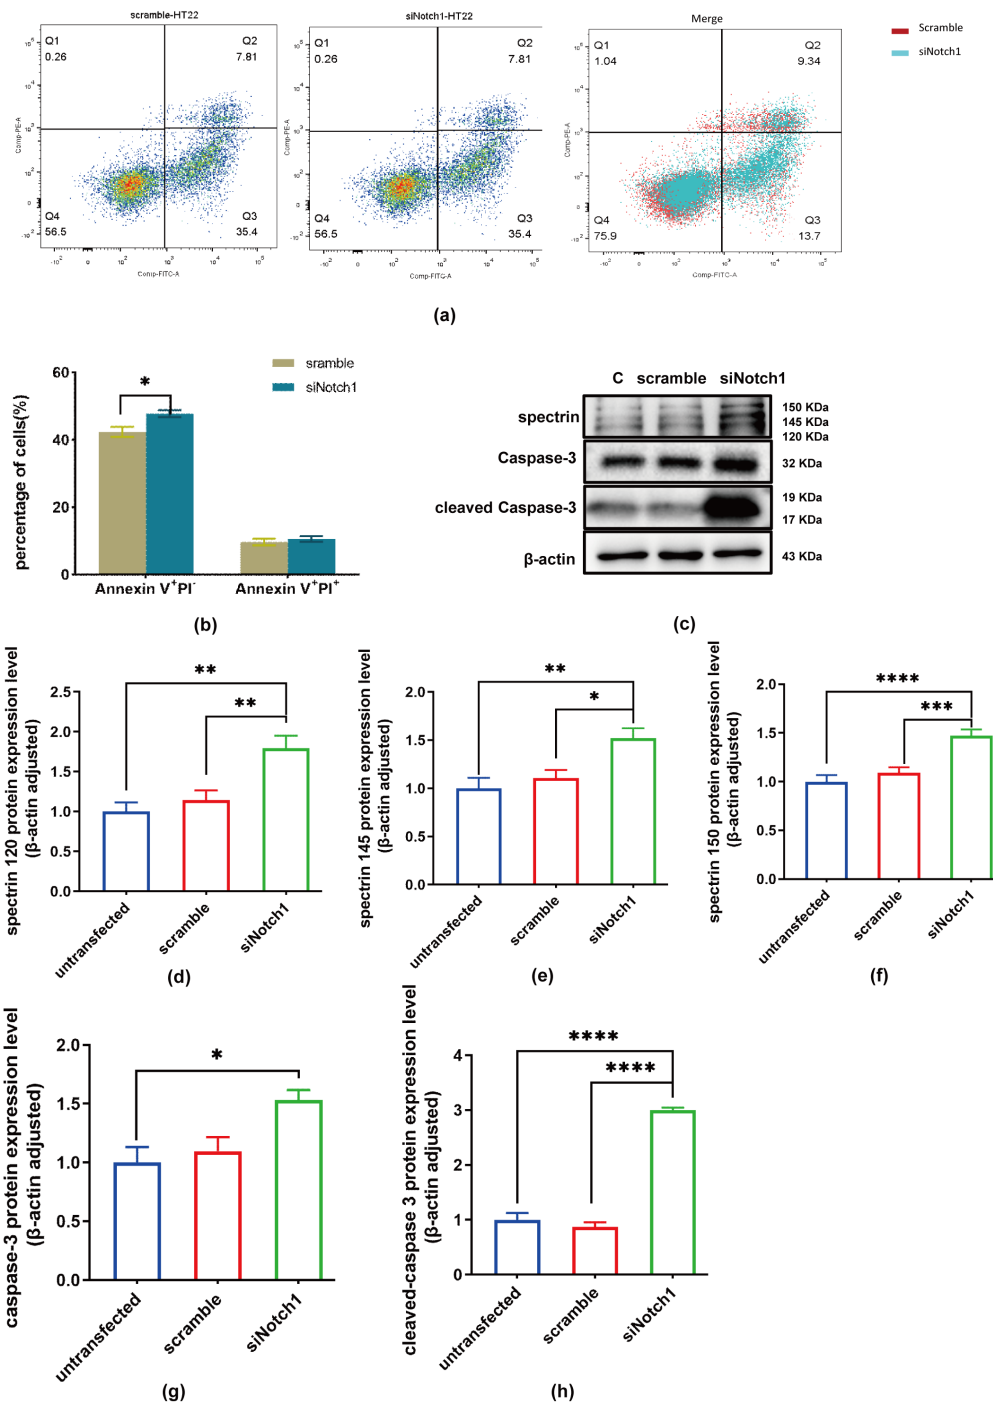 scramble-HT22
siNotch1-HT22
Merge
Scramble
siNotch1
Q1
0.26
Q2
7.81
Q4
56.5
Q3
35.4
Comp-PE-A
Comp-FITC-A
Q1
0.26
Q2
7.81
Q4
56.5
Q3
35.4
Comp-PE-A
Comp-FITC-A
Q1
1.04
Q2
9.34
Q4
75.9
Q3
13.7
Comp-PE-A
Comp-FITC-A
(a)
percentage of cells(%)
60
40
20
0
*
sramble
siNotch1
Annexin V⁺PI⁻
Annexin V⁺PI⁺
(b)
C scramble siNotch1
spectrin
150 KDa
145 KDa
120 KDa
Caspase-3
32 KDa
cleaved Caspase-3
19 KDa
17 KDa
β-actin
43 KDa
(c)
spectrin 120 protein expression level
(β-actin adjusted)
2.5
2.0
1.5
1.0
0.5
0.0
**
**
untransfected
scramble
siNotch1
(d)
spectrin 145 protein expression level
(β-actin adjusted)
2.0
1.5
1.0
0.5
0.0
**
*
untransfected
scramble
siNotch1
(e)
spectrin 150 protein expression level
(β-actin adjusted)
2.0
1.5
1.0
0.5
0.0
****
***
untransfected
scramble
siNotch1
(f)
caspase-3 protein expression level
(β-actin adjusted)
2.0
1.5
1.0
0.5
0.0
*
untransfected
scramble
siNotch1
(g)
cleaved-caspase 3 protein expression level
(β-actin adjusted)
4
3
2
1
0
****
****
untransfected
scramble
siNotch1
(h)